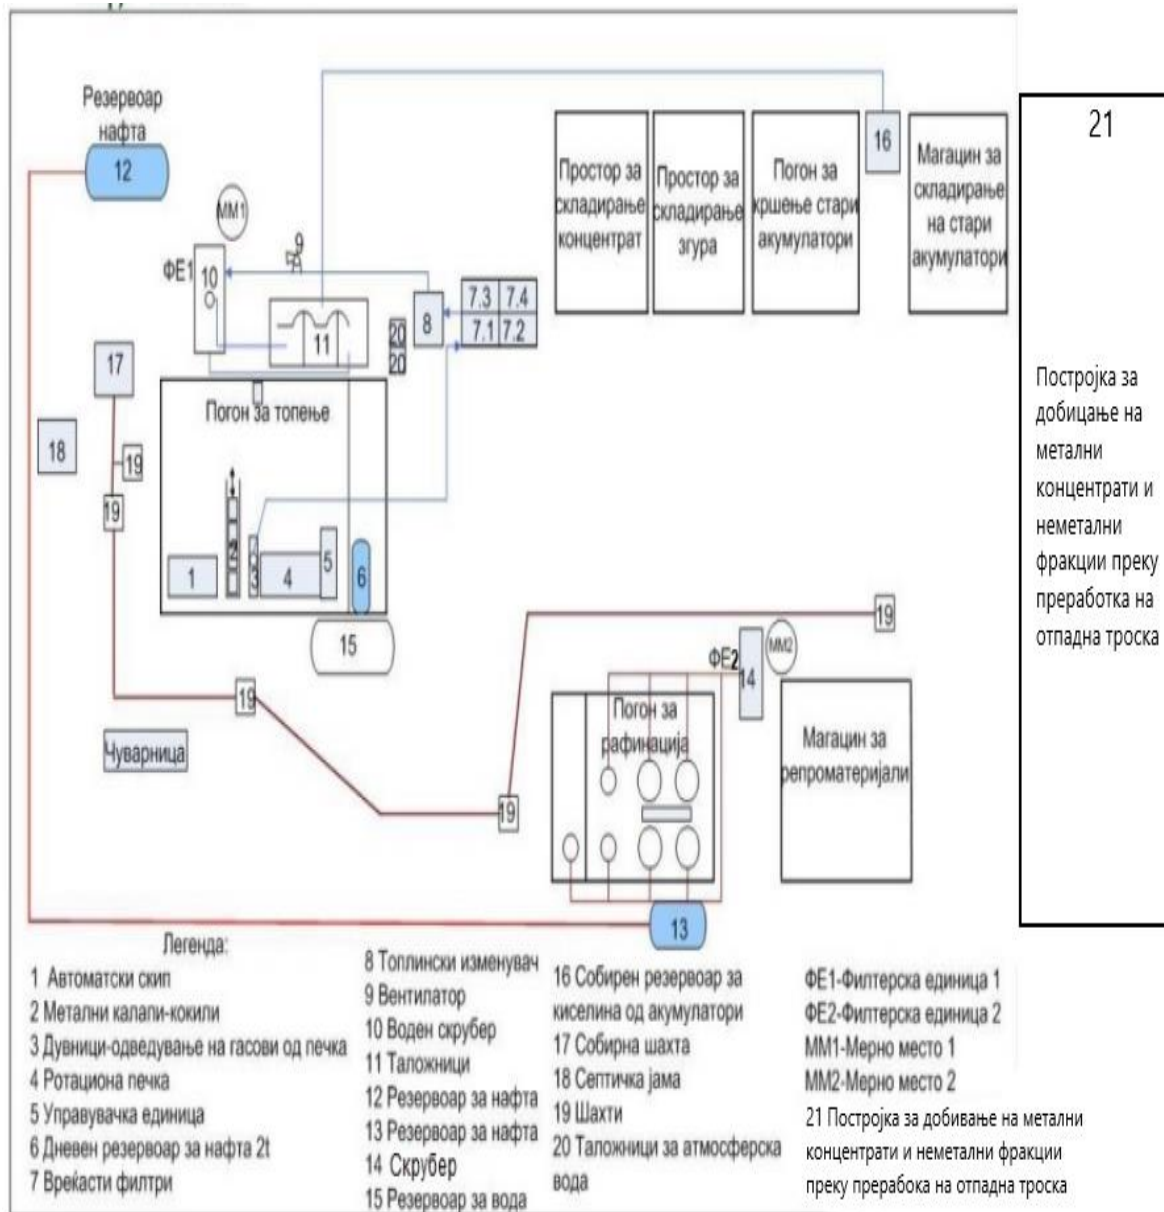 Резервоар
нафта
12
ММ1
ФЕ1
10
9
8
7.3 7.4
7.1 7.2
11
20
20
16
Простор за
складирање
концентрат
Простор за
складирање
згура
Погон за
кршење стари
акумулатори
Магацин за
складирање
на стари
акумулатори
21
Постројка за
добицање на
метални
концентрати и
неметални
фракции преку
преработка на
отпадна троска
17
18
19
19
Погон за топење
1
2
3
4
5
6
15
19
19
19
Чуварница
ФЕ2
14
ММ2
Погон за
рафинација
Магацин за
репроматеријали
13
Легенда:
1 Автоматски скип
2 Метални калапи-кокили
3 Дувници-одведување на гасови од печка
4 Ротациона печка
5 Управувачка единица
6 Дневен резервоар за нафта 2t
7 Вреќасти филтри
8 Топлински изменувач
9 Вентилатор
10 Воден скрубер
11 Таложници
12 Резервоар за нафта
13 Резервоар за нафта
14 Скрубер
15 Резервоар за вода
16 Собирен резервоар за
киселина од акумулатори
17 Собирна шахта
18 Септичка јама
19 Шахти
20 Таложници за атмосферска
вода
ФЕ1-Филтерска единица 1
ФЕ2-Филтерска единица 2
ММ1-Мерно место 1
ММ2-Мерно место 2
21 Постројка за добивање на метални
концентрати и неметални фракции
преку прерабока на отпадна троска